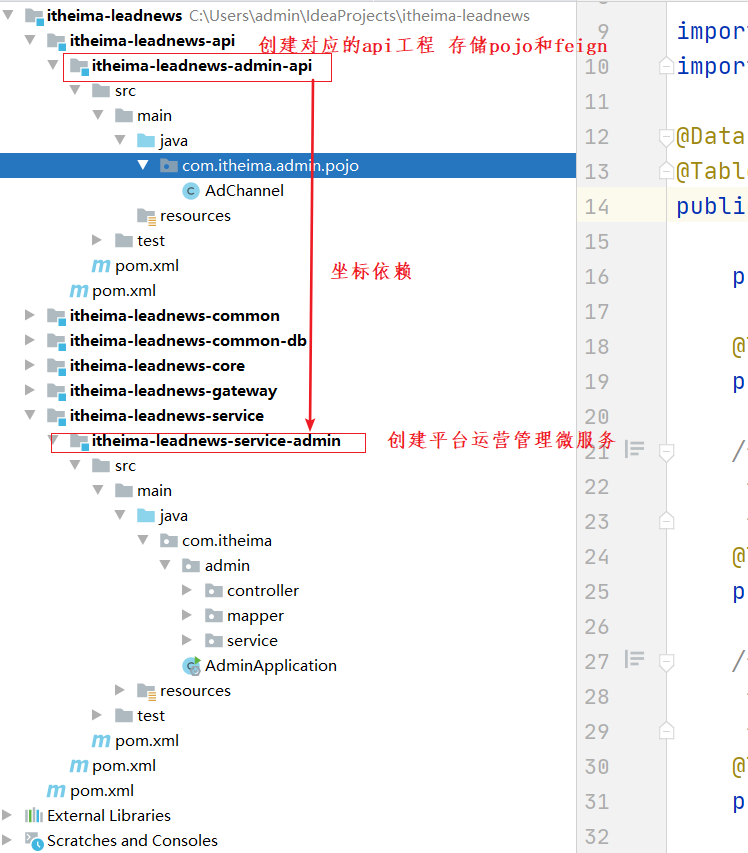 itheima-leadnews C:\Users\admin\IdeaProjects\itheima-leadnews
itheima-leadnews-api 创建对应的api工程 存储pojo和feign
itheima-leadnews-admin-api
src
main
java
com.itheima.admin.pojo
AdChannel
resources
test
坐标依赖
pom.xml
pom.xml
itheima-leadnews-common
itheima-leadnews-common-db
itheima-leadnews-core
itheima-leadnews-gateway
itheima-leadnews-service
itheima-leadnews-service-admin 创建平台运营管理微服务
src
main
java
com.itheima
admin
controller
mapper
service
AdminApplication
resources
test
pom.xml
pom.xml
pom.xml
External Libraries
Scratches and Consoles
9 import
10 import
11
12 @Data
13 @Table
14 publi
15
16 p
17
18 @
19 p
20
21 /
22
23
24 @
25 p
26
27 /
28
29
30 @
31 p
32